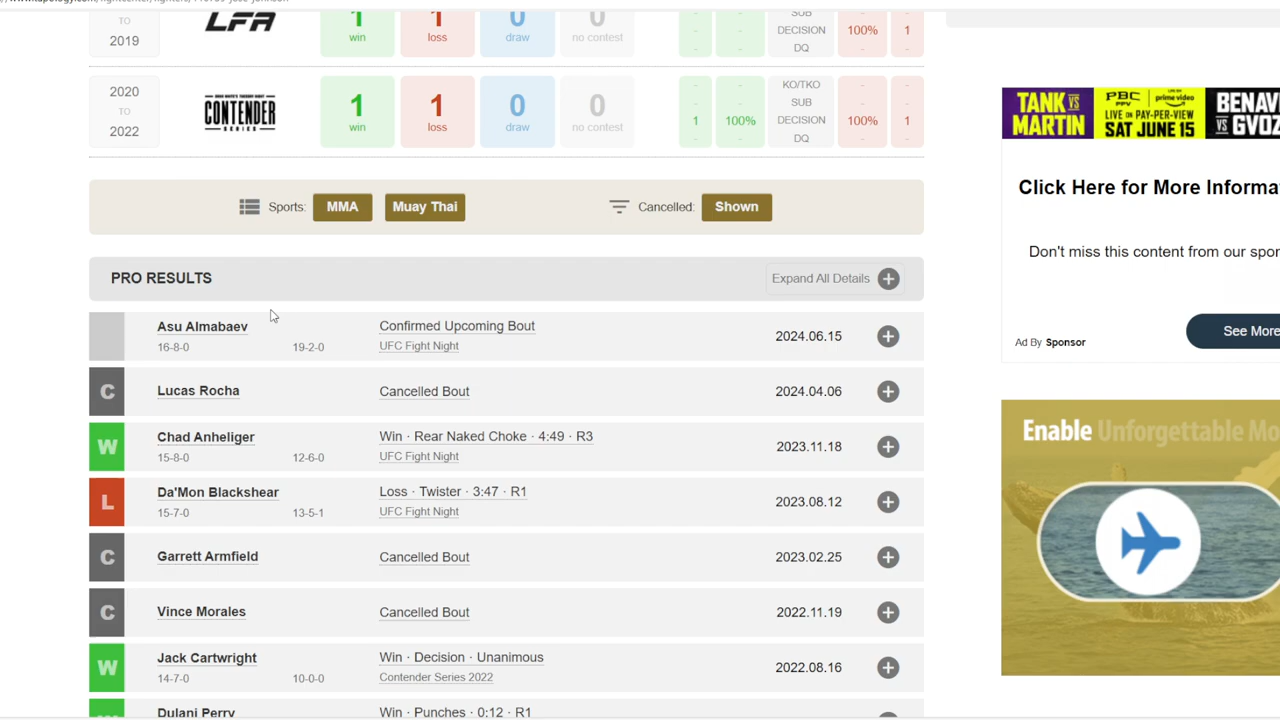 TO
2019
LFA
1
win
1
loss
0
draw
0
no contest
-
-
-
-
SUB
DECISION
DQ
-
100%
-
-
1
-
2020
TO
2022
CONTENDER
SERIES
1
win
1
loss
0
draw
0
no contest
-
-
1
-
-
-
100%
-
KO/TKO
SUB
DECISION
DQ
-
-
100%
-
-
-
1
-
Sports:
MMA
Muay Thai
Cancelled:
Shown
PRO RESULTS
Expand All Details
Asu Almabaev
16-8-0
19-2-0
Confirmed Upcoming Bout
UFC Fight Night
2024.06.15
C
Lucas Rocha
Cancelled Bout
2024.04.06
W
Chad Anheliger
15-8-0
12-6-0
Win · Rear Naked Choke · 4:49 · R3
UFC Fight Night
2023.11.18
L
Da'Mon Blackshear
15-7-0
13-5-1
Loss · Twister · 3:47 · R1
UFC Fight Night
2023.08.12
C
Garrett Armfield
Cancelled Bout
2023.02.25
C
Vince Morales
Cancelled Bout
2022.11.19
W
Jack Cartwright
14-7-0
10-0-0
Win · Decision · Unanimous
Contender Series 2022
2022.08.16
Dulani Perry
Win · Punches · 0:12 · R1
TANK VS
MARTIN
PBC
PPV
prime video
LIVE ON PAY-PER-VIEW
SAT JUNE 15
BENAV
VS GVOZ
Click Here for More Informa
Don't miss this content from our spor
See More
Ad By Sponsor
Enable Unforgettable Mo